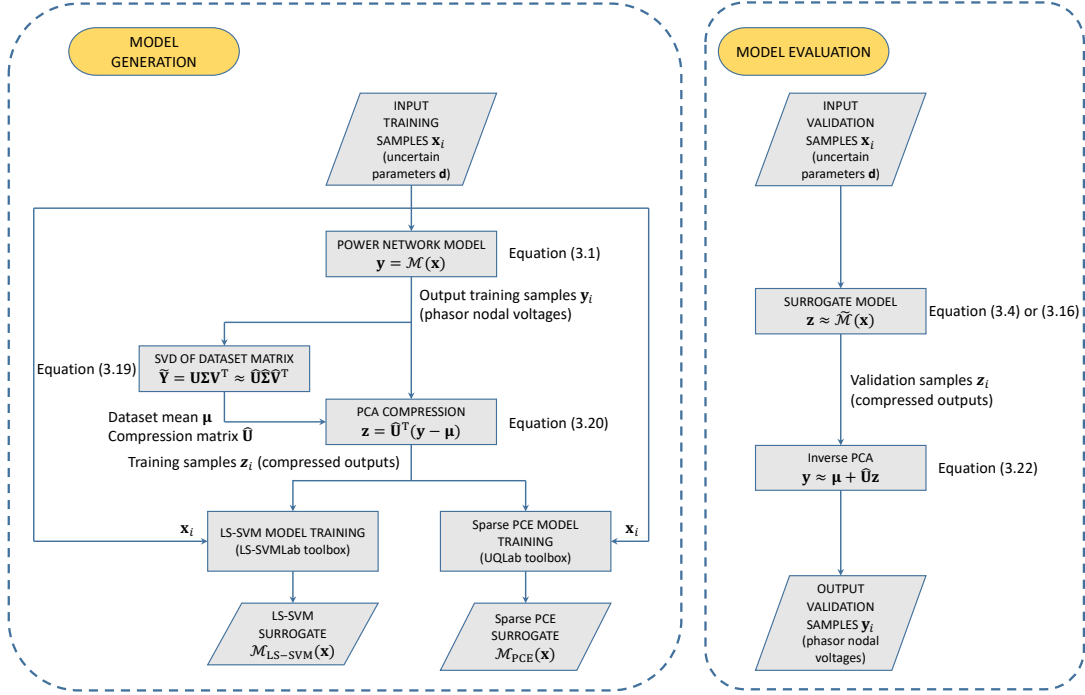 MODEL
GENERATION
INPUT
TRAINING
SAMPLES 𝐱ᵢ
(uncertain
parameters 𝐝)
POWER NETWORK MODEL
𝐲 = ℳ(𝐱)
Equation (3.1)
Output training samples 𝐲ᵢ
(phasor nodal voltages)
Equation (3.19)
SVD OF DATASET MATRIX
𝐘̃ = 𝐔𝚺𝐕ᵀ ≈ 𝐔̂𝚺̂𝐕̂ᵀ
Dataset mean 𝛍
Compression matrix 𝐔̂
PCA COMPRESSION
𝐳 = 𝐔̂ᵀ(𝐲 − 𝛍)
Equation (3.20)
Training samples 𝒛ᵢ (compressed outputs)
𝐱ᵢ
LS-SVM MODEL TRAINING
(LS-SVMLab toolbox)
Sparse PCE MODEL
TRAINING
(UQLab toolbox)
𝐱ᵢ
LS-SVM
SURROGATE
ℳ_LS−SVM(𝐱)
Sparse PCE
SURROGATE
ℳ_PCE(𝐱)
MODEL EVALUATION
INPUT
VALIDATION
SAMPLES 𝐱ᵢ
(uncertain
parameters 𝐝)
SURROGATE MODEL
𝐳 ≈ ℳ̃(𝐱)
Equation (3.4) or (3.16)
Validation samples 𝒛ᵢ
(compressed outputs)
Inverse PCA
𝐲 ≈ 𝛍 + 𝐔̂𝐳
Equation (3.22)
OUTPUT
VALIDATION
SAMPLES 𝐲ᵢ
(phasor nodal
voltages)